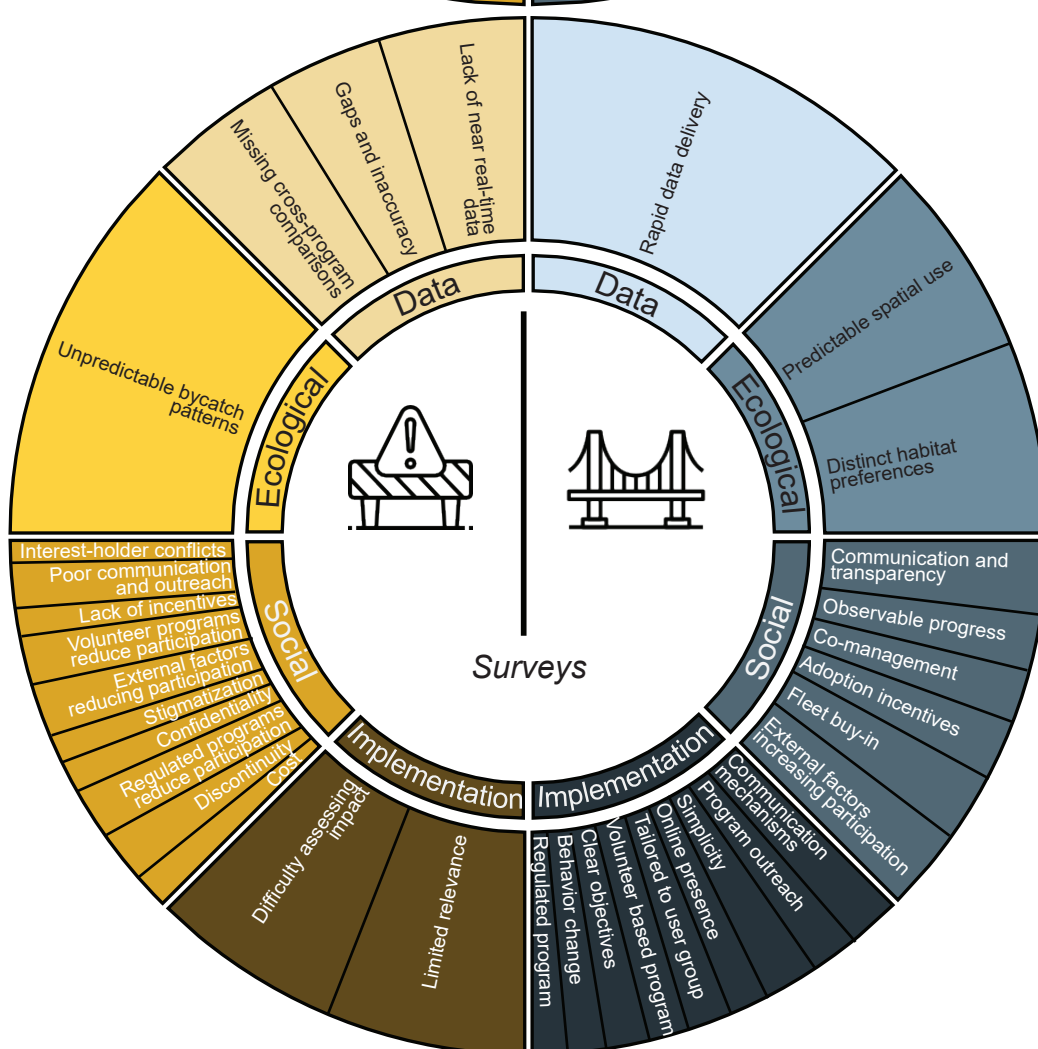 Lack of near real-time
data
Gaps and inaccuracy
Missing cross-program
comparisons
Data
Unpredictable bycatch
patterns
Ecological
Interest-holder conflicts
Poor communication
and outreach
Lack of incentives
Volunteer programs
reduce participation
External factors
reducing participation
Stigmatization
Confidentiality
Regulated programs
reduce participation
Discontinuity
Cost
Social
Difficulty assessing
impact
Limited relevance
Implementation
Rapid data delivery
Data
Predictable spatial use
Distinct habitat
preferences
Ecological
Communication and
transparency
Observable progress
Co-management
Adoption incentives
Fleet buy-in
External factors
increasing participation
Social
Communication
mechanisms
Program outreach
Simplicity
Online presence
Tailored to user group
Volunteer based program
Clear objectives
Behavior change
Regulated program
Implementation
Surveys